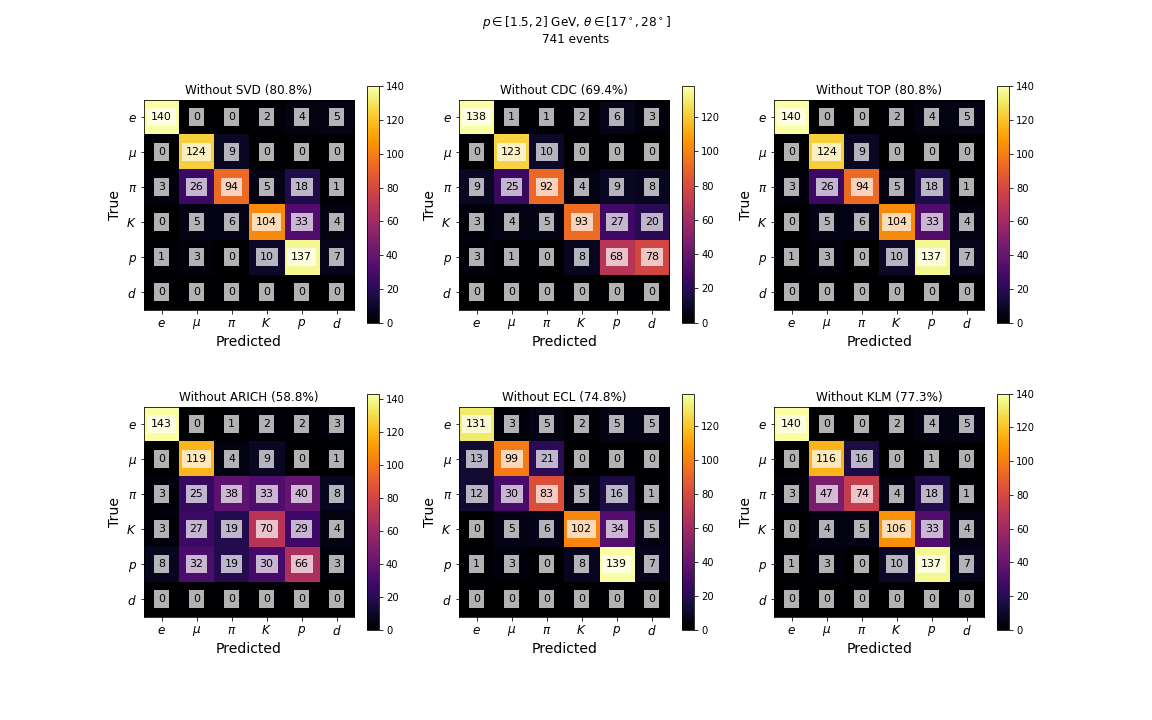 p ∈ [1.5, 2] GeV, θ ∈ [17°, 28°]
741 events
Without SVD (80.8%)
e 140 0 0 2 4 5
μ 0 124 9 0 0 0
π 3 26 94 5 18 1
K 0 5 6 104 33 4
p 1 3 0 10 137 7
d 0 0 0 0 0 0
e μ π K p d
True
Predicted
140
120
100
80
60
40
20
0
Without CDC (69.4%)
e 138 1 1 2 6 3
μ 0 123 10 0 0 0
π 9 25 92 4 9 8
K 3 4 5 93 27 20
p 3 1 0 8 68 78
d 0 0 0 0 0 0
e μ π K p d
True
Predicted
120
100
80
60
40
20
0
Without TOP (80.8%)
e 140 0 0 2 4 5
μ 0 124 9 0 0 0
π 3 26 94 5 18 1
K 0 5 6 104 33 4
p 1 3 0 10 137 7
d 0 0 0 0 0 0
e μ π K p d
True
Predicted
140
120
100
80
60
40
20
0
Without ARICH (58.8%)
e 143 0 1 2 2 3
μ 0 119 4 9 0 1
π 3 25 38 33 40 8
K 3 27 19 70 29 4
p 8 32 19 30 66 3
d 0 0 0 0 0 0
e μ π K p d
True
Predicted
140
120
100
80
60
40
20
0
Without ECL (74.8%)
e 131 3 5 2 5 5
μ 13 99 21 0 0 0
π 12 30 83 5 16 1
K 0 5 6 102 34 5
p 1 3 0 8 139 7
d 0 0 0 0 0 0
e μ π K p d
True
Predicted
120
100
80
60
40
20
0
Without KLM (77.3%)
e 140 0 0 2 4 5
μ 0 116 16 0 1 0
π 3 47 74 4 18 1
K 0 4 5 106 33 4
p 1 3 0 10 137 7
d 0 0 0 0 0 0
e μ π K p d
True
Predicted
140
120
100
80
60
40
20
0